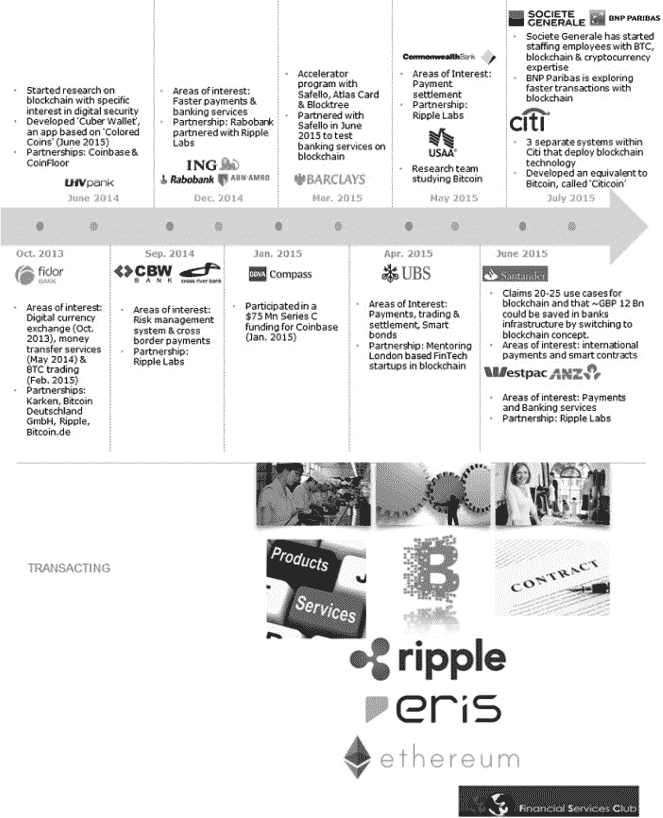 SOCIETE
GENERALE
BNP PARIBAS
• Societe Generale has started
staffing employees with BTC,
blockchain & cryptocurrency
expertise
• BNP Paribas is exploring
faster transactions with
blockchain
citi
• 3 separate systems within
Citi that deploy blockchain
technology
• Developed an equivalent to
Bitcoin, called 'Citicoin'
July 2015
CommonwealthBank
• Areas of Interest:
Payment
settlement
• Partnership:
Ripple Labs
USAA
• Research team
studying Bitcoin
May 2015
• Accelerator
program with
Safello, Atlas Card
& Blocktree
• Partnered with
Safello in June
2015 to test
banking services on
blockchain
BARCLAYS
Mar. 2015
• Areas of interest:
Faster payments &
banking services
• Partnership: Rabobank
partnered with Ripple
Labs
ING
Rabobank
ABN·AMRO
Dec. 2014
• Started research on
blockchain with specific
interest in digital security
• Developed 'Cuber Wallet',
an app based on 'Colored
Coins' (June 2015)
• Partnerships: Coinbase &
CoinFloor
LHV pank
June 2014
Oct. 2013
fidor
BANK
• Areas of interest:
Digital currency
exchange (Oct.
2013), money
transfer services
(May 2014) &
BTC trading
(Feb. 2015)
• Partnerships:
Karken, Bitcoin
Deutschland
GmbH, Ripple,
Bitcoin.de
Sep. 2014
CBW
BANK
cross river bank
• Areas of interest:
Risk management
system & cross
border payments
• Partnership:
Ripple Labs
Jan. 2015
BBVA Compass
• Participated in a
$75 Mn Series C
funding for Coinbase
(Jan. 2015)
Apr. 2015
UBS
• Areas of Interest:
Payments, trading &
settlement, Smart
bonds
• Partnership: Mentoring
London based FinTech
startups in blockchain
June 2015
Santander
• Claims 20-25 use cases for
blockchain and that ~GBP 12 Bn
could be saved in banks
infrastructure by switching to
blockchain concept.
• Areas of interest: international
payments and smart contracts
Westpac
ANZ
• Areas of interest: Payments
and Banking services
• Partnership: Ripple Labs
TRANSACTING
Products
Services
CONTRACT
ripple
eris
ethereum
Financial Services Club